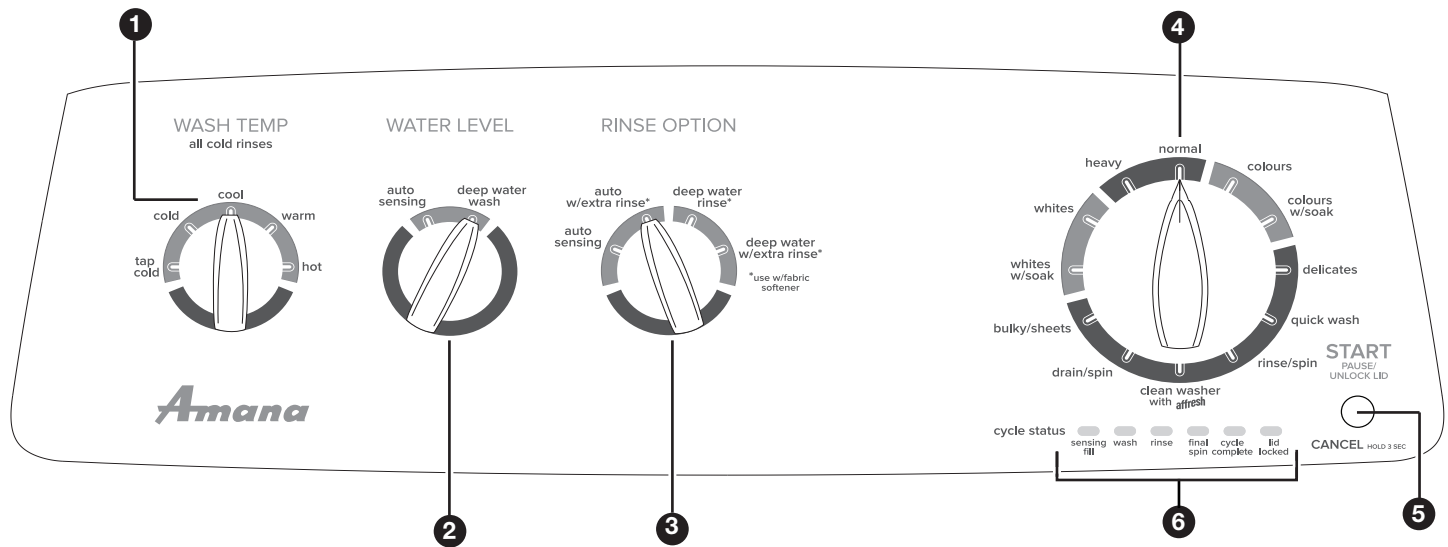 1
4
WASH TEMP
all cold rinses
WATER LEVEL
RINSE OPTION
tap
cold
cold
cool
warm
hot
auto
sensing
deep water
wash
auto
sensing
auto
w/extra rinse*
deep water
rinse*
deep water
w/extra rinse*
*use w/fabric
softener
normal
colours
colours
w/soak
delicates
quick wash
rinse/spin
clean washer
with affresh
drain/spin
bulky/sheets
whites
w/soak
whites
heavy
START
PAUSE/
UNLOCK LID
CANCEL HOLD 3 SEC
Amana
cycle status
sensing
fill
wash
rinse
final
spin
cycle
complete
lid
locked
2
3
6
5